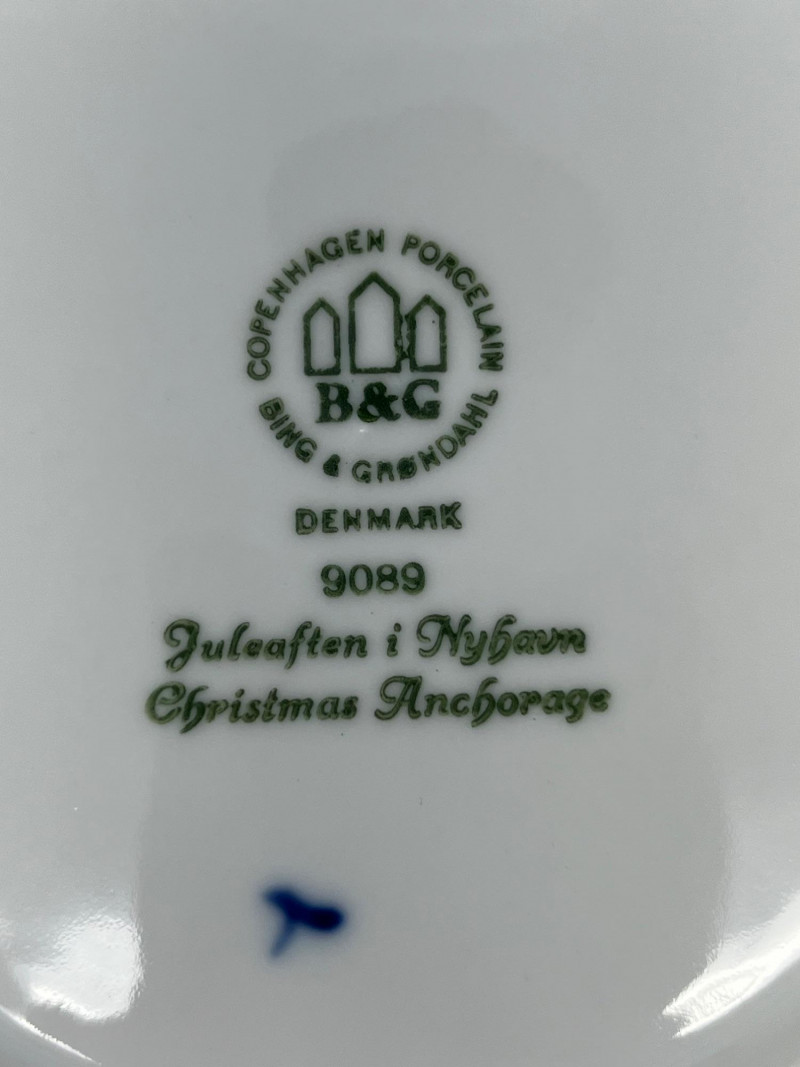 COPENHAGEN PORCELAIN
B&G
BING & GRØNDAHL
DENMARK
9089
Juleaften i Nyhavn
Christmas Anchorage